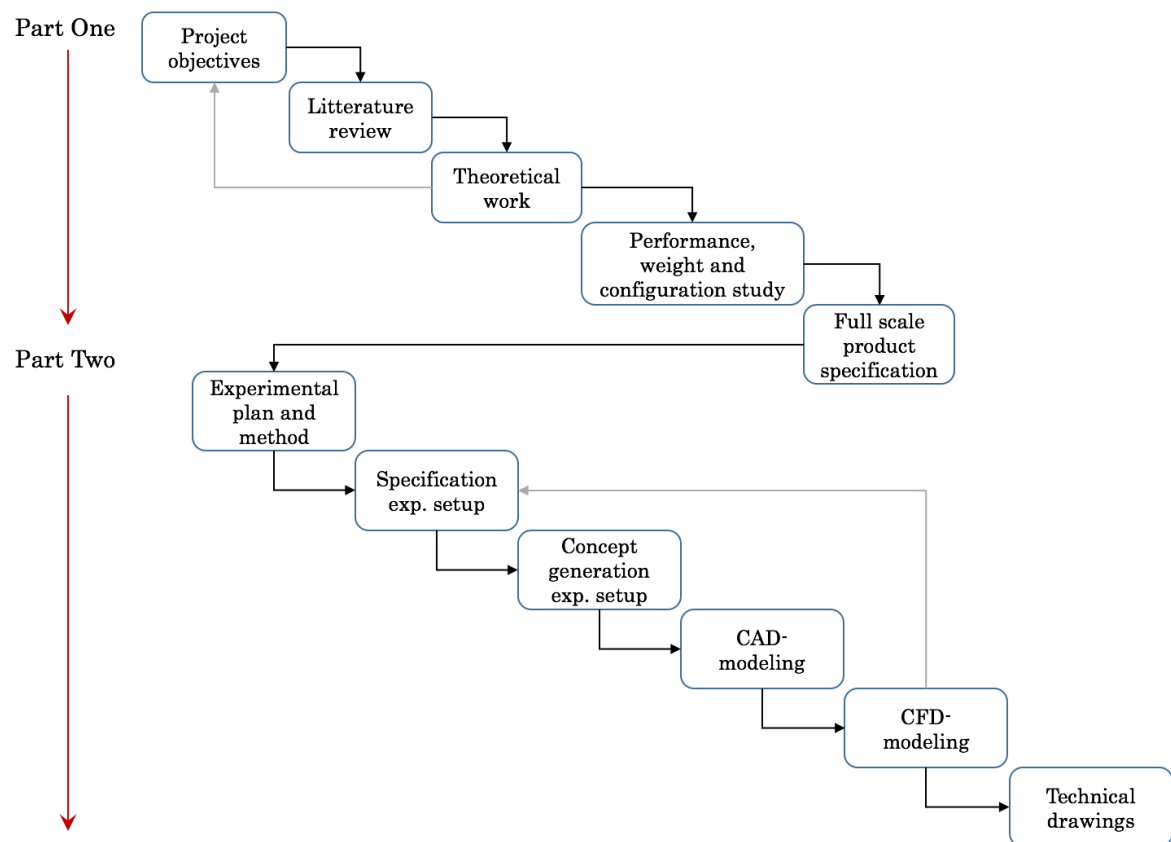 Part One
Project
objectives
Litterature
review
Theoretical
work
Performance,
weight and
configuration study
Full scale
product
specification
Part Two
Experimental
plan and
method
Specification
exp. setup
Concept
generation
exp. setup
CAD-
modeling
CFD-
modeling
Technical
drawings